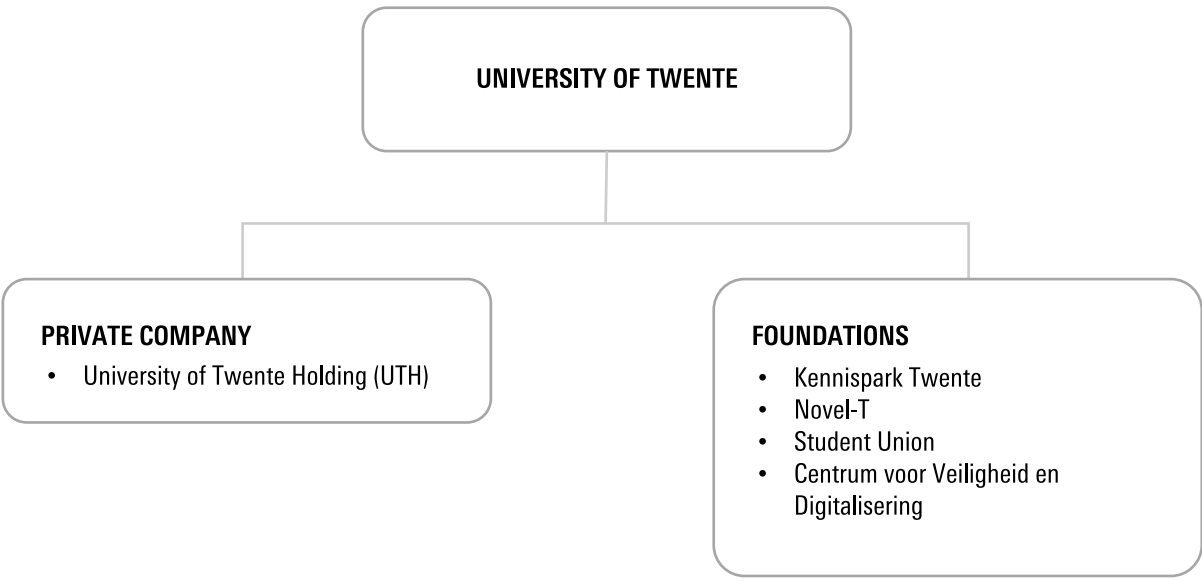 UNIVERSITY OF TWENTE
PRIVATE COMPANY
• University of Twente Holding (UTH)
FOUNDATIONS
• Kennispark Twente
• Novel-T
• Student Union
• Centrum voor Veiligheid en
Digitalisering